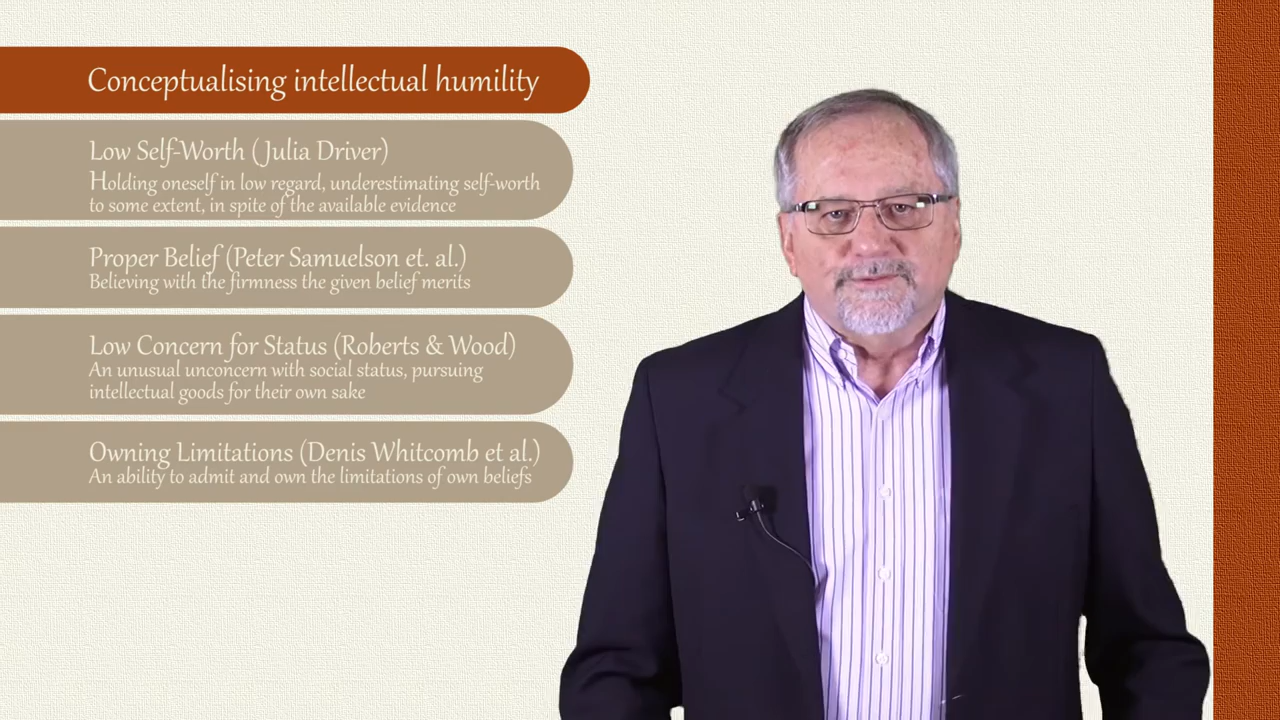 Conceptualising intellectual humility
Low Self-Worth (Julia Driver)
Holding oneself in low regard, underestimating self-worth
to some extent, in spite of the available evidence
Proper Belief (Peter Samuelson et. al.)
Believing with the firmness the given belief merits
Low Concern for Status (Roberts & Wood)
An unusual unconcern with social status, pursuing
intellectual goods for their own sake
Owning Limitations (Denis Whitcomb et al.)
An ability to admit and own the limitations of own beliefs